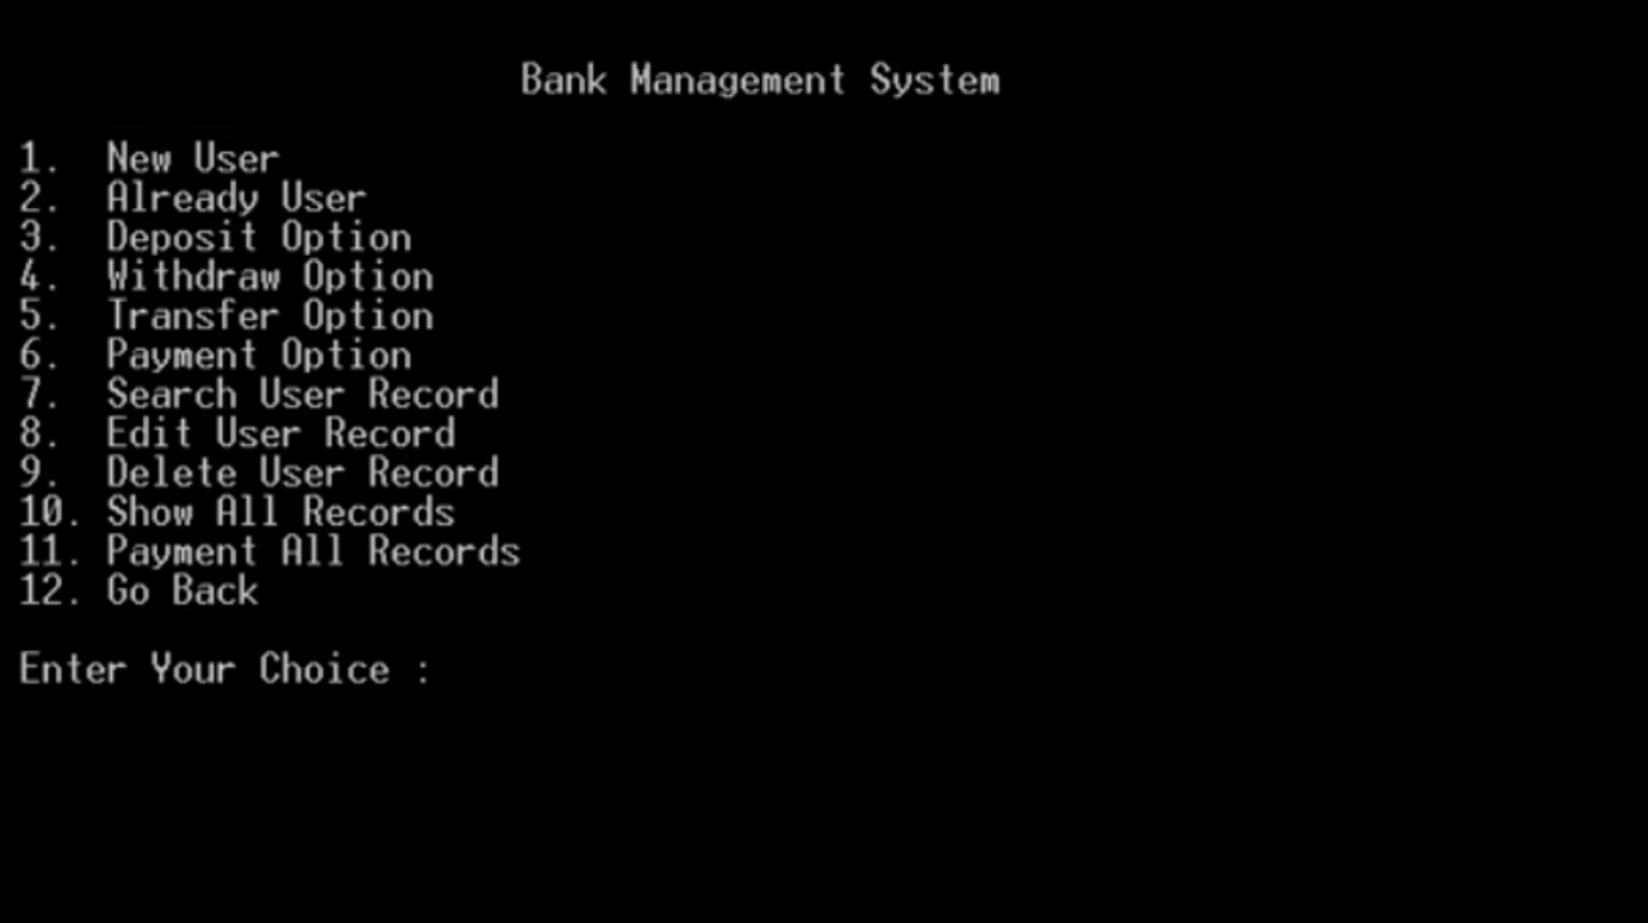 Bank Management System
1. New User
2. Already User
3. Deposit Option
4. Withdraw Option
5. Transfer Option
6. Payment Option
7. Search User Record
8. Edit User Record
9. Delete User Record
10. Show All Records
11. Payment All Records
12. Go Back
Enter Your Choice :